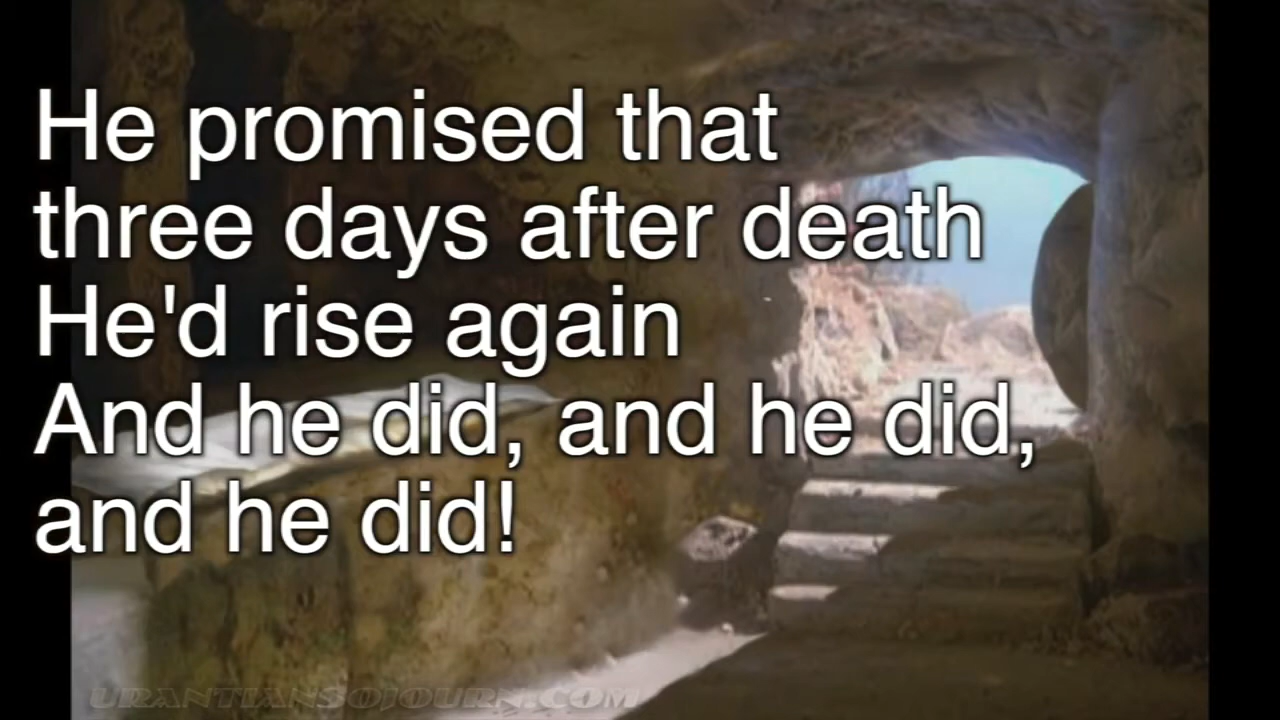 He promised that
three days after death
He'd rise again
And he did, and he did,
and he did!
URANTIANSOJOURN.COM